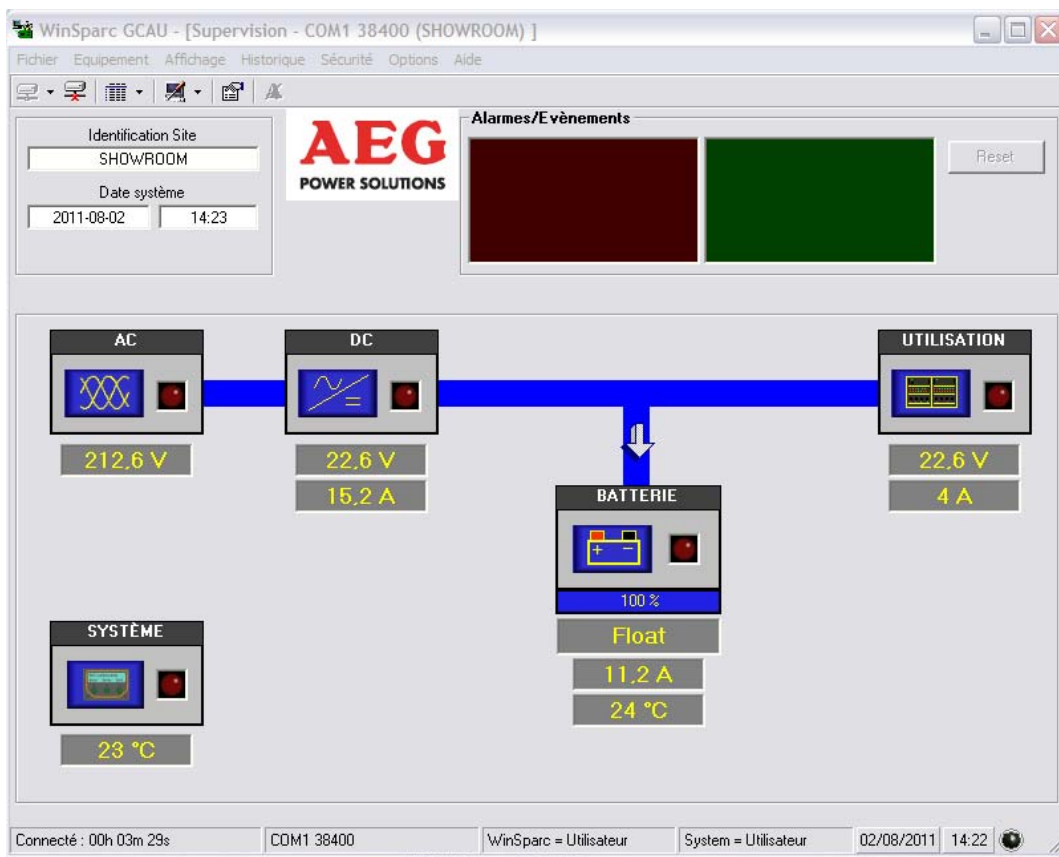 WinSparc GCAU - [Supervision - COM1 38400 (SHOWROOM) ]
Fichier Equipement Affichage Historique Sécurité Options Aide
Identification Site
SHOWROOM
Date système
2011-08-02 14:23
AEG
POWER SOLUTIONS
Alarmes/Evènements
Reset
AC
212,6 V
DC
22,6 V
15,2 A
UTILISATION
22,6 V
4 A
BATTERIE
+ −
100 %
Float
11,2 A
24 °C
SYSTÈME
23 °C
Connecté : 00h 03m 29s COM1 38400 WinSparc = Utilisateur System = Utilisateur 02/08/2011 14:22